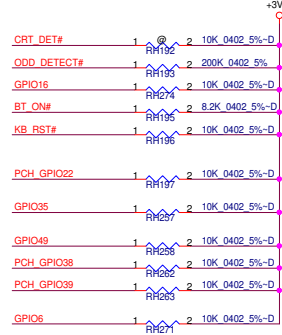 +3V
CRT_DET# 1 @ 2 10K_0402_5%~D
RH192
ODD_DETECT# 1 2 200K_0402_5%
RH193
GPIO16 1 2 10K_0402_5%~D
RH274
BT_ON# 1 2 8.2K_0402_5%~D
RH195
KB_RST# 1 2 10K_0402_5%~D
RH196
PCH_GPIO22 1 2 10K_0402_5%~D
RH197
GPIO35 1 2 10K_0402_5%~D
RH257
GPIO49 1 2 10K_0402_5%~D
RH258
PCH_GPIO38 1 2 10K_0402_5%~D
RH262
PCH_GPIO39 1 2 10K_0402_5%~D
RH263
GPIO6 1 2 10K_0402_5%~D
RH271